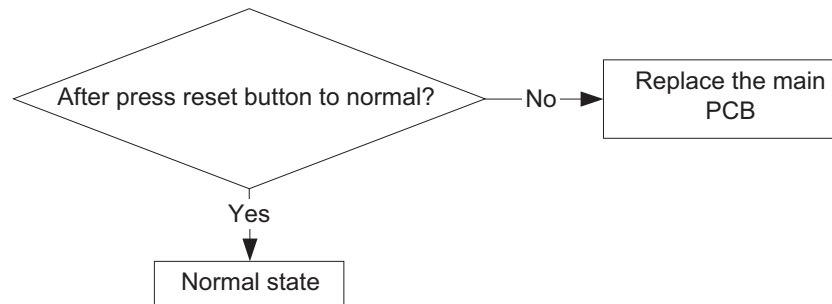 After press reset button to normal?
No
Replace the main
PCB
Yes
Normal state